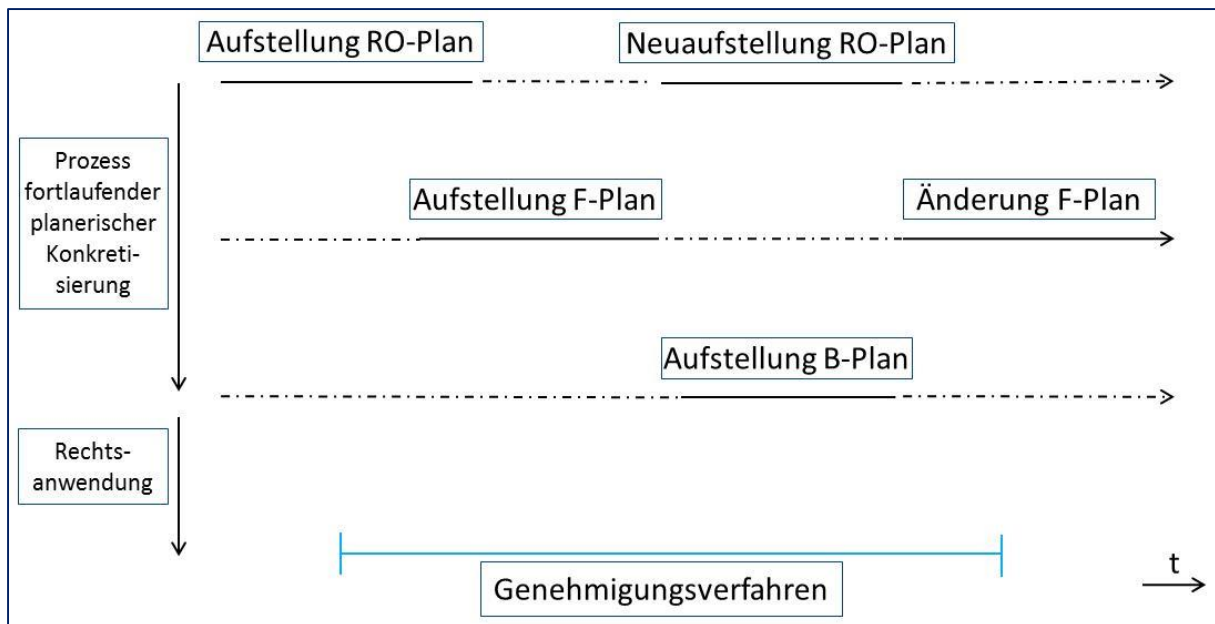 Aufstellung RO-Plan
Neuaufstellung RO-Plan
Prozess
fortlaufender
planerischer
Konkreti-
sierung
Aufstellung F-Plan
Änderung F-Plan
Aufstellung B-Plan
Rechts-
anwendung
Genehmigungsverfahren
t